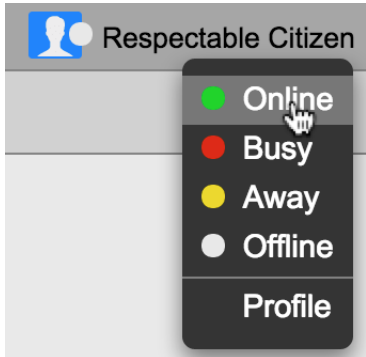 Respectable Citizen
Online
Busy
Away
Offline
Profile